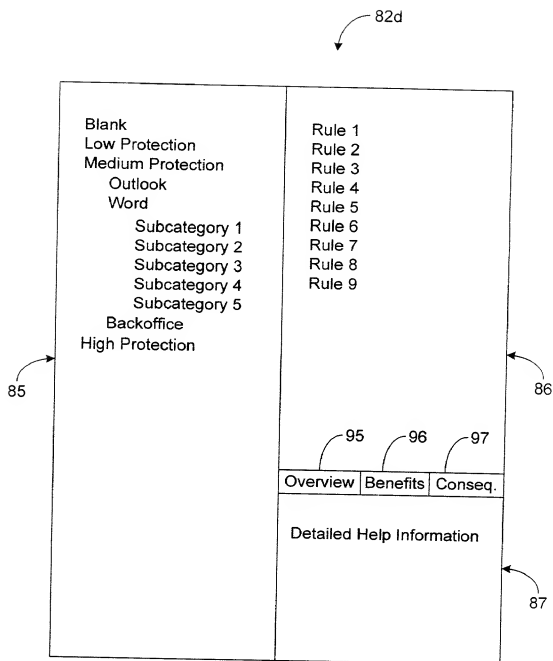 82d
Blank
Low Protection
Medium Protection
Outlook
Word
Subcategory 1
Subcategory 2
Subcategory 3
Subcategory 4
Subcategory 5
Backoffice
High Protection
85
Rule 1
Rule 2
Rule 3
Rule 4
Rule 5
Rule 6
Rule 7
Rule 8
Rule 9
86
95 96 97
Overview Benefits Conseq.
Detailed Help Information
87